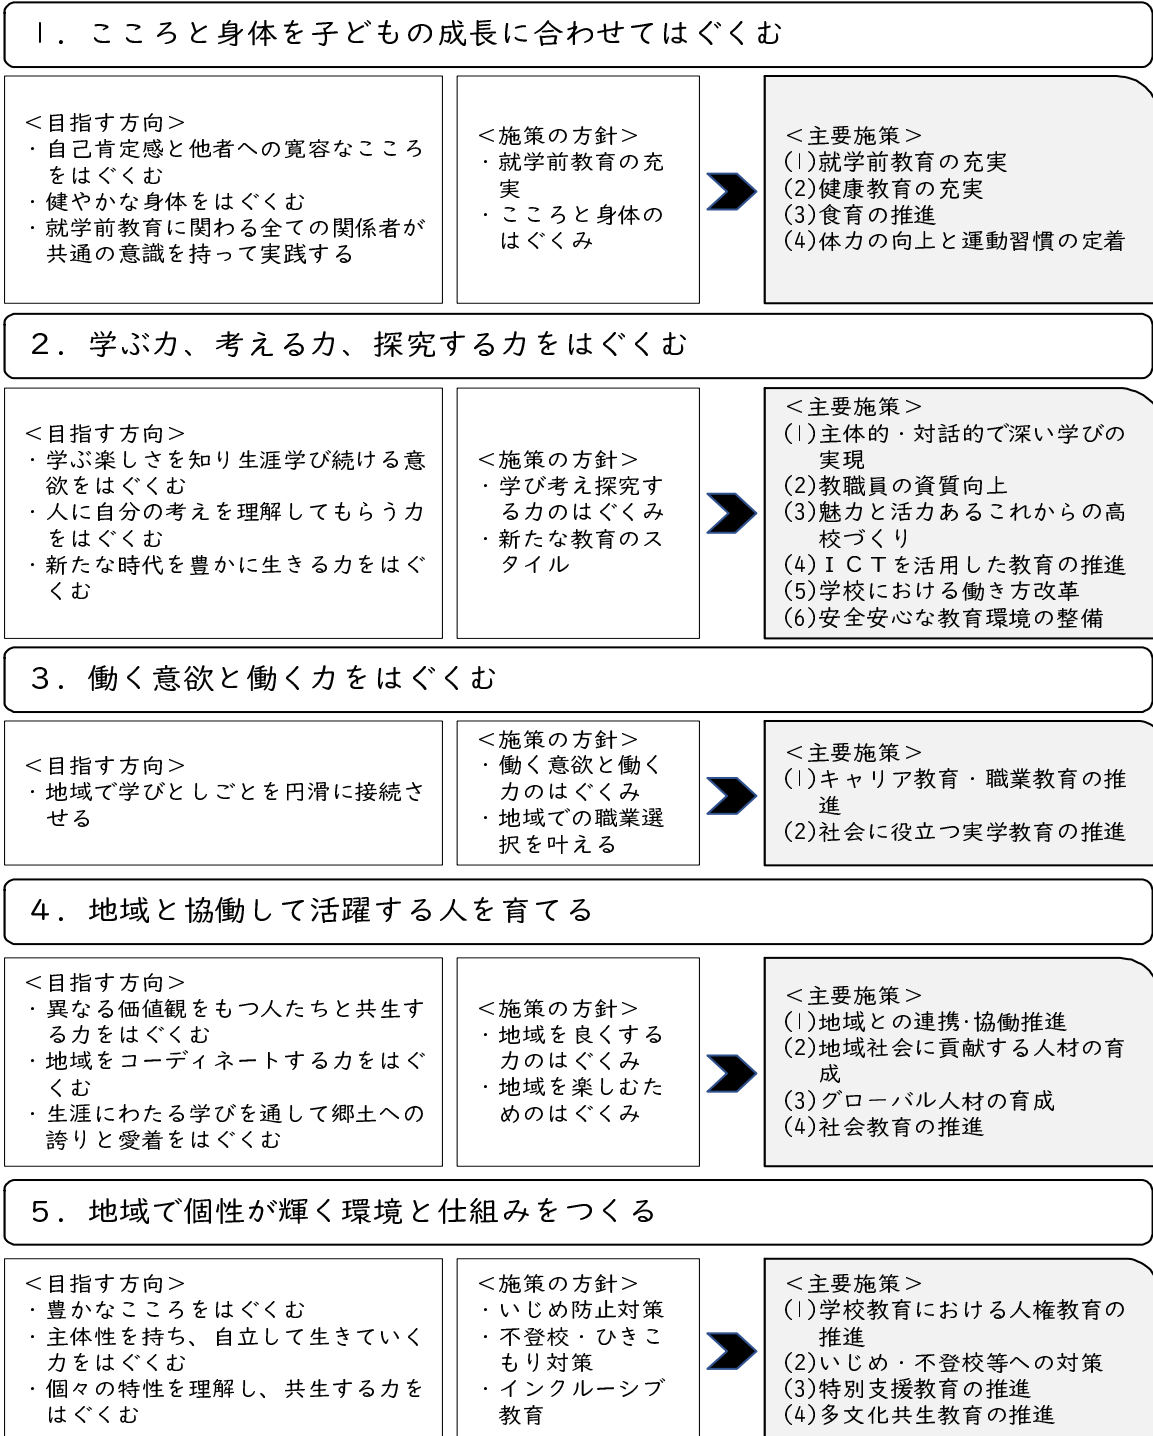 １．こころと身体を子どもの成長に合わせてはぐくむ
＜目指す方向＞
・自己肯定感と他者への寛容なこころ
をはぐくむ
・健やかな身体をはぐくむ
・就学前教育に関わる全ての関係者が
共通の意識を持って実践する
＜施策の方針＞
・就学前教育の充
実
・こころと身体の
はぐくみ
＜主要施策＞
(1)就学前教育の充実
(2)健康教育の充実
(3)食育の推進
(4)体力の向上と運動習慣の定着
２．学ぶ力、考える力、探究する力をはぐくむ
＜目指す方向＞
・学ぶ楽しさを知り生涯学び続ける意
欲をはぐくむ
・人に自分の考えを理解してもらう力
をはぐくむ
・新たな時代を豊かに生きる力をはぐ
くむ
＜施策の方針＞
・学び考え探究す
る力のはぐくみ
・新たな教育のス
タイル
＜主要施策＞
(1)主体的・対話的で深い学びの
実現
(2)教職員の資質向上
(3)魅力と活力あるこれからの高
校づくり
(4)ＩＣＴを活用した教育の推進
(5)学校における働き方改革
(6)安全安心な教育環境の整備
３．働く意欲と働く力をはぐくむ
＜目指す方向＞
・地域で学びとしごとを円滑に接続さ
せる
＜施策の方針＞
・働く意欲と働く
力のはぐくみ
・地域での職業選
択を叶える
＜主要施策＞
(1)キャリア教育・職業教育の推
進
(2)社会に役立つ実学教育の推進
４．地域と協働して活躍する人を育てる
＜目指す方向＞
・異なる価値観をもつ人たちと共生す
る力をはぐくむ
・地域をコーディネートする力をはぐ
くむ
・生涯にわたる学びを通して郷土への
誇りと愛着をはぐくむ
＜施策の方針＞
・地域を良くする
力のはぐくみ
・地域を楽しむた
めのはぐくみ
＜主要施策＞
(1)地域との連携・協働推進
(2)地域社会に貢献する人材の育
成
(3)グローバル人材の育成
(4)社会教育の推進
５．地域で個性が輝く環境と仕組みをつくる
＜目指す方向＞
・豊かなこころをはぐくむ
・主体性を持ち、自立して生きていく
力をはぐくむ
・個々の特性を理解し、共生する力を
はぐくむ
＜施策の方針＞
・いじめ防止対策
・不登校・ひきこ
もり対策
・インクルーシブ
教育
＜主要施策＞
(1)学校教育における人権教育の
推進
(2)いじめ・不登校等への対策
(3)特別支援教育の推進
(4)多文化共生教育の推進